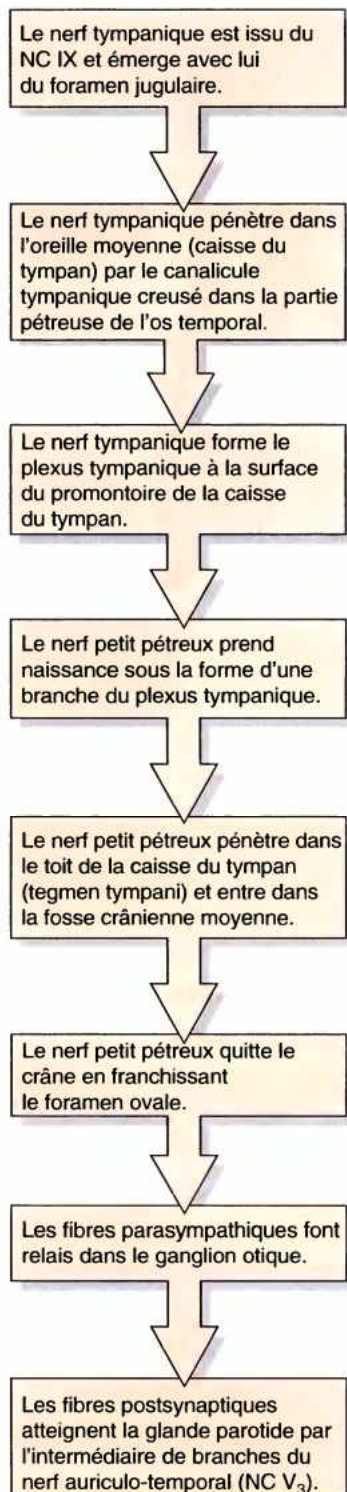 Le nerf tympanique est issu du
NC IX et émerge avec lui
du foramen jugulaire.
Le nerf tympanique pénètre dans
l'oreille moyenne (caisse du
tympan) par le canalicule
tympanique creusé dans la partie
pétreuse de l'os temporal.
Le nerf tympanique forme le
plexus tympanique à la surface
du promontoire de la caisse
du tympan.
Le nerf petit pétreux prend
naissance sous la forme d'une
branche du plexus tympanique.
Le nerf petit pétreux pénètre dans
le toit de la caisse du tympan
(tegmen tympani) et entre dans
la fosse crânienne moyenne.
Le nerf petit pétreux quitte le
crâne en franchissant
le foramen ovale.
Les fibres parasympathiques font
relais dans le ganglion otique.
Les fibres postsynaptiques
atteignent la glande parotide par
l'intermédiaire de branches du
nerf auriculo-temporal (NC V₃).